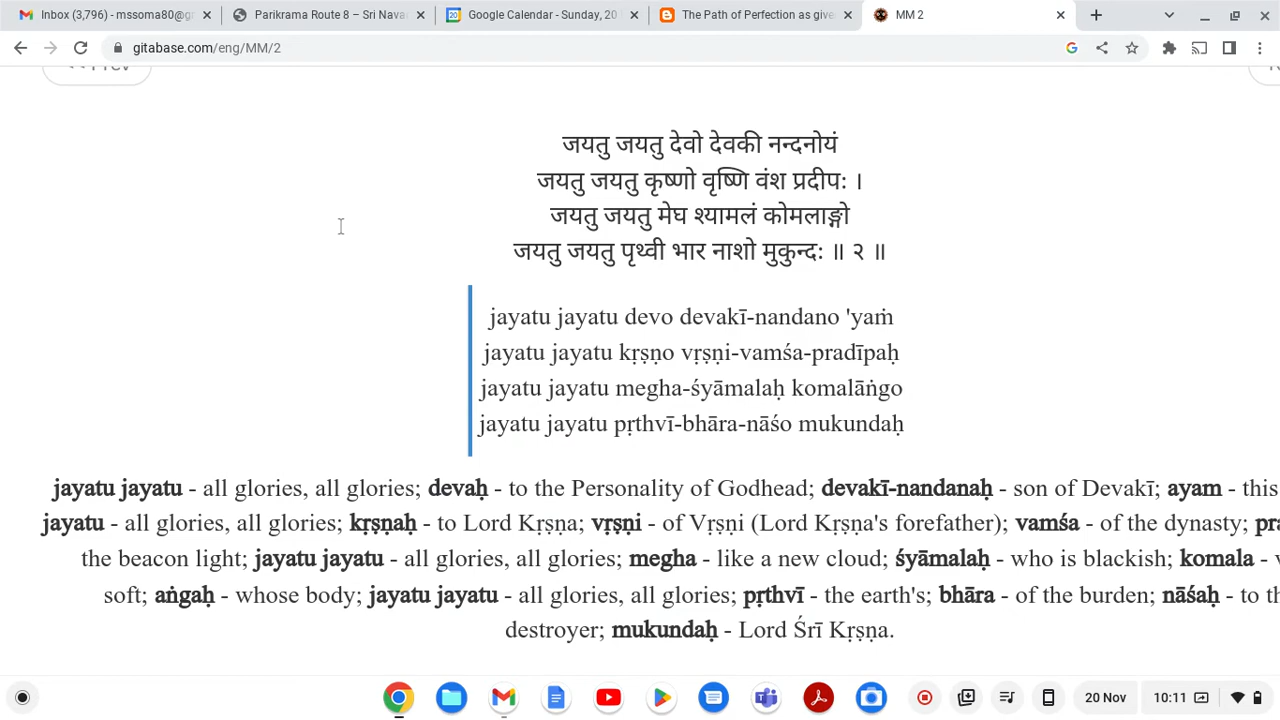 Inbox (3,796) - mssoma80@g
Parikrama Route 8 – Sri Nava
Google Calendar - Sunday, 20
The Path of Perfection as give
MM 2
gitabase.com/eng/MM/2
<< Prev
जयतु जयतु देवो देवकी नन्दनोयं
जयतु जयतु कृष्णो वृष्णि वंश प्रदीपः ।
जयतु जयतु मेघ श्यामलं कोमलाङ्गो
जयतु जयतु पृथ्वी भार नाशो मुकुन्दः ॥ २ ॥
jayatu jayatu devo devakī-nandano 'yaṁ
jayatu jayatu kṛṣṇo vṛṣṇi-vamśa-pradīpaḥ
jayatu jayatu megha-śyāmalaḥ komalāṅgo
jayatu jayatu pṛthvī-bhāra-nāśo mukundaḥ
jayatu jayatu - all glories, all glories; devaḥ - to the Personality of Godhead; devakī-nandanaḥ - son of Devakī; ayam - this
jayatu - all glories, all glories; kṛṣṇaḥ - to Lord Kṛṣṇa; vṛṣṇi - of Vṛṣṇi (Lord Kṛṣṇa's forefather); vamśa - of the dynasty; pra
the beacon light; jayatu jayatu - all glories, all glories; megha - like a new cloud; śyāmalaḥ - who is blackish; komala -
soft; aṅgaḥ - whose body; jayatu jayatu - all glories, all glories; pṛthvī - the earth's; bhāra - of the burden; nāśaḥ - to th
destroyer; mukundaḥ - Lord Śrī Kṛṣṇa.
20 Nov
10:11